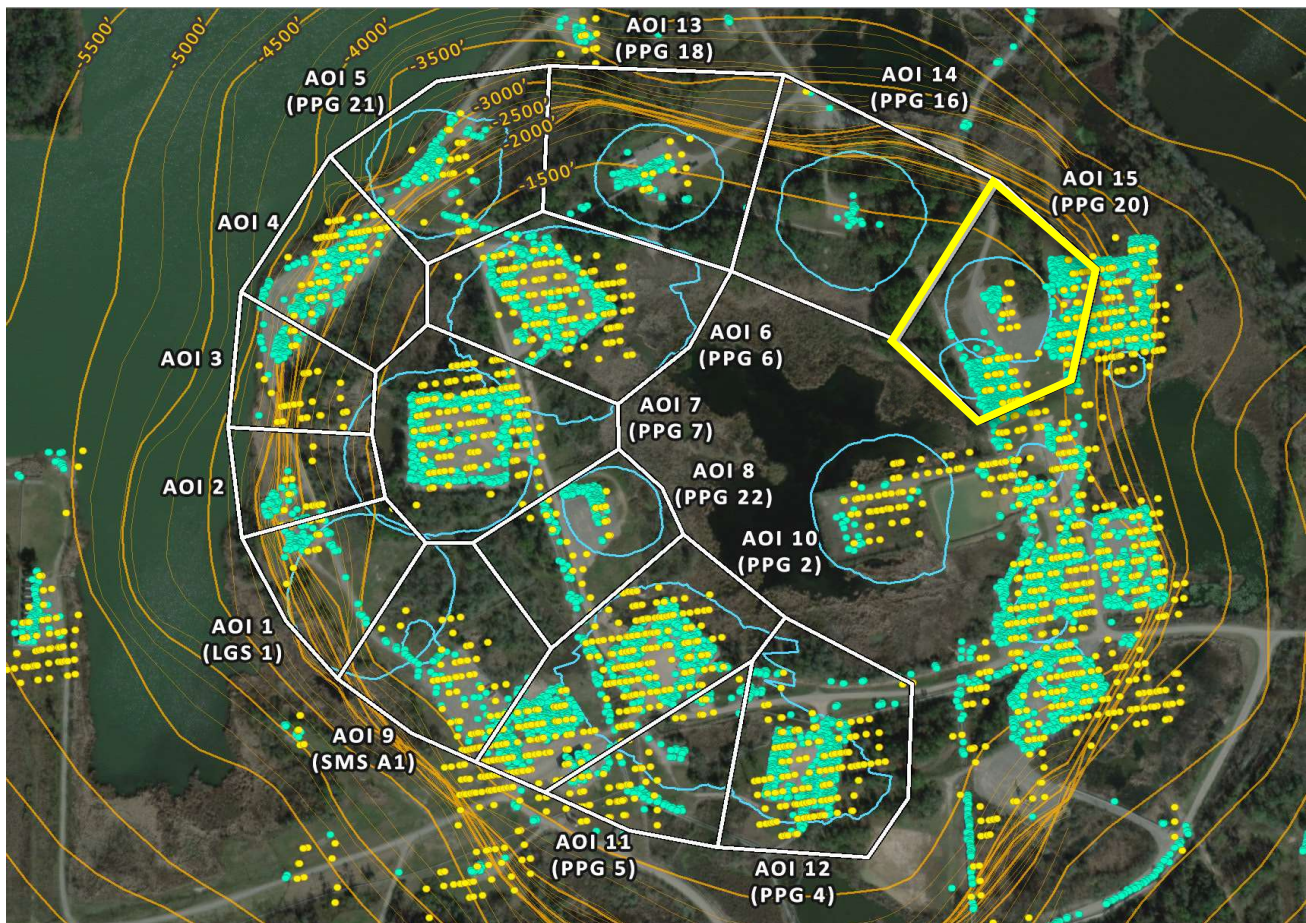 -5500'
-5000'
-4500'
-4000'
-3500'
-3000'
-2500'
-2000'
-1500'
AOI 13
(PPG 18)
AOI 5
(PPG 21)
AOI 14
(PPG 16)
AOI 15
(PPG 20)
AOI 4
AOI 3
AOI 6
(PPG 6)
AOI 7
(PPG 7)
AOI 8
(PPG 22)
AOI 2
AOI 10
(PPG 2)
AOI 1
(LGS 1)
AOI 9
(SMS A1)
AOI 11
(PPG 5)
AOI 12
(PPG 4)